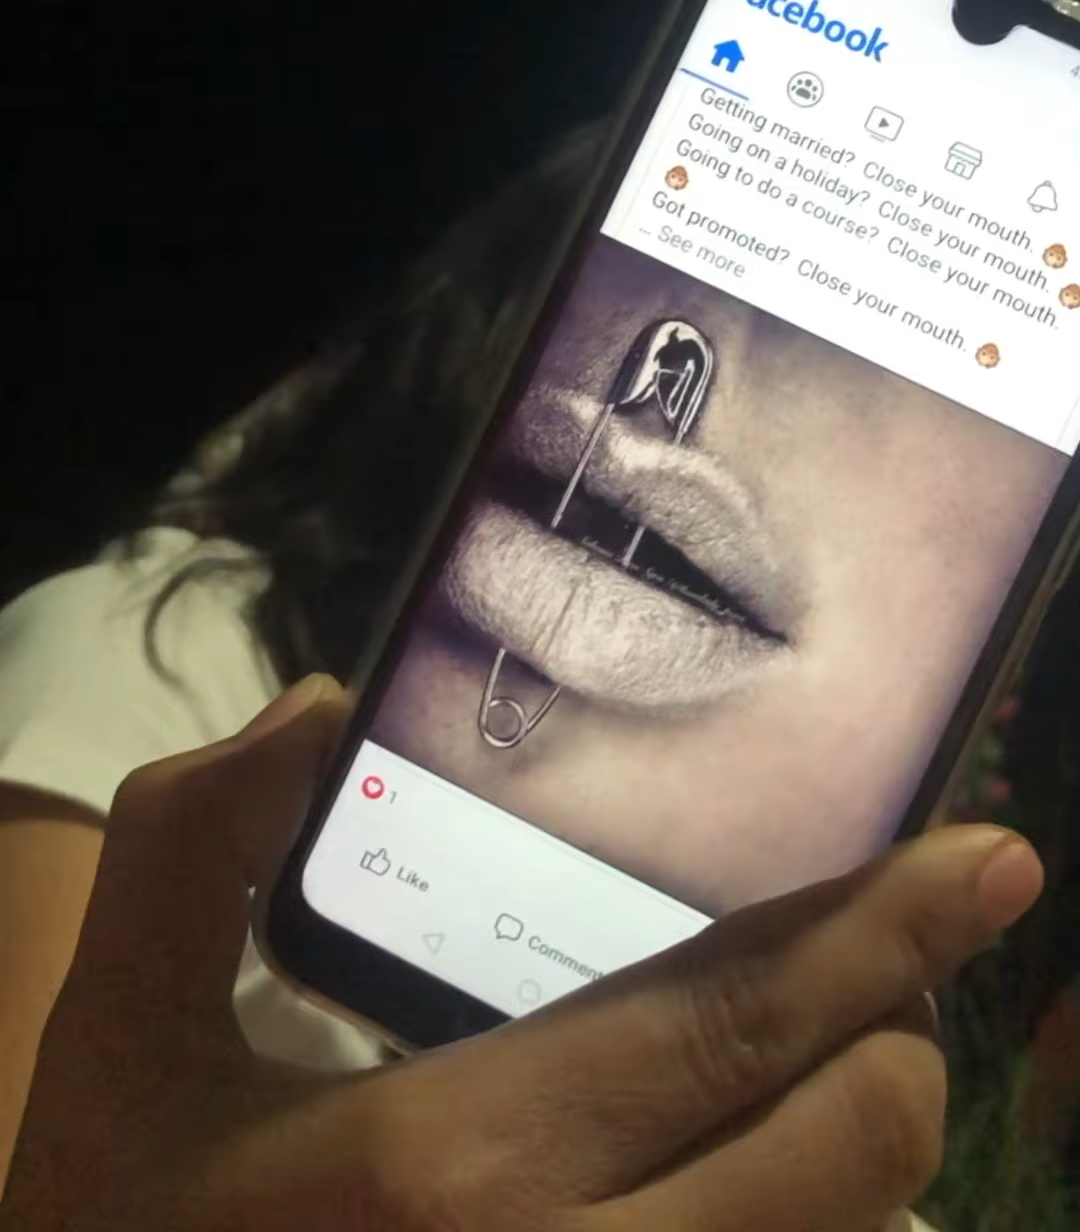 acebook
Getting married? Close your mouth. 🙊
Going on a holiday? Close your mouth. 🙊
Going to do a course? Close your mouth.
🙊
Got promoted? Close your mouth. 🙊
... See more
1
Like
Comment